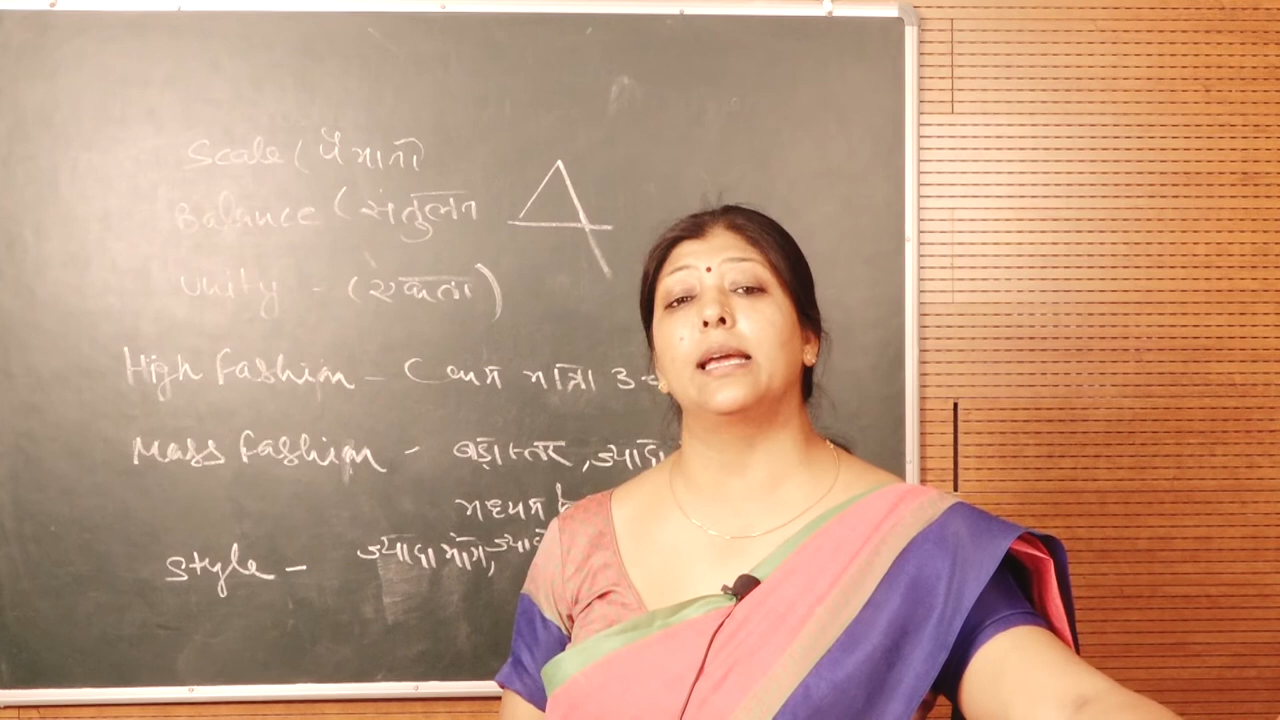 Scale (पैमाना)
Balance (संतुलन
Unity - (एकता)
High Fashion - कम मात्रा
Mass Fashion - बड़ा स्तर, ज्यादा
मध्यम
Style - ज्यादा मांग,